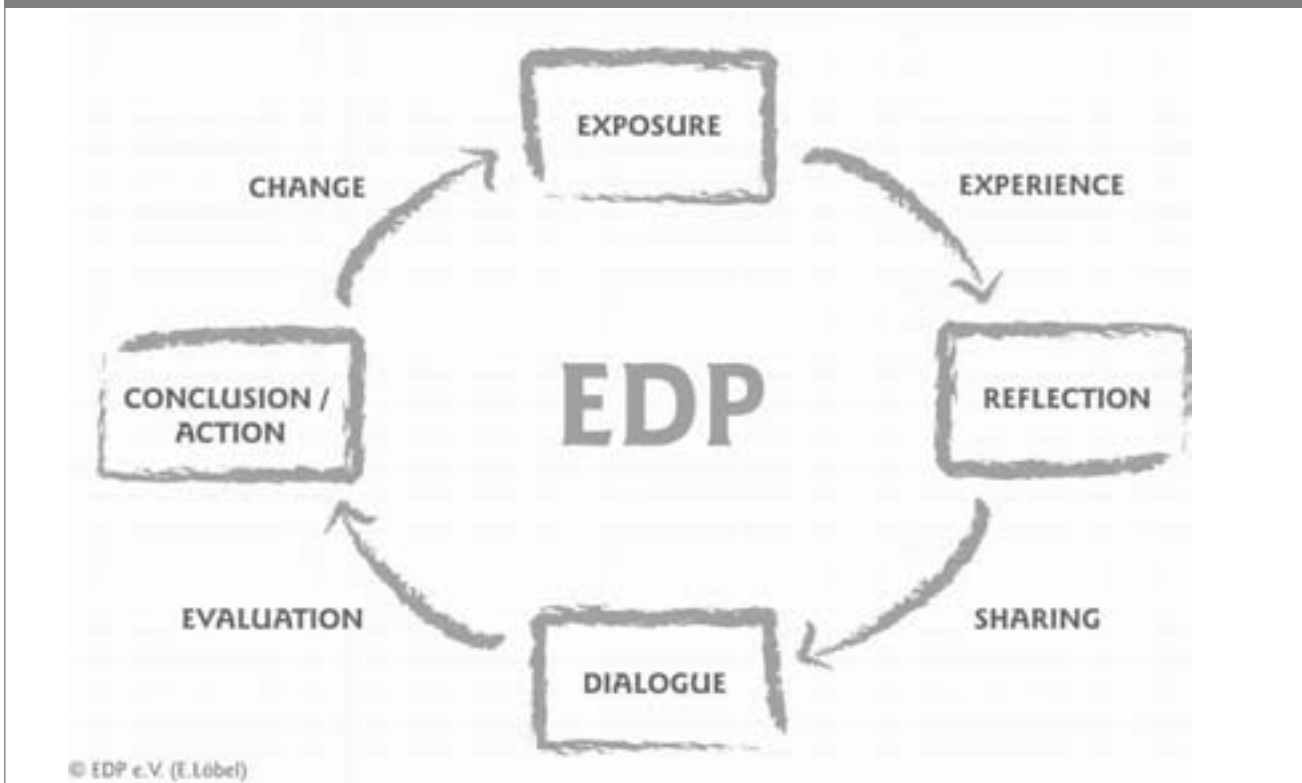 EXPOSURE
CHANGE
EXPERIENCE
CONCLUSION /
ACTION
EDP
REFLECTION
EVALUATION
SHARING
DIALOGUE
© EDP e.V. (E.Löbel)